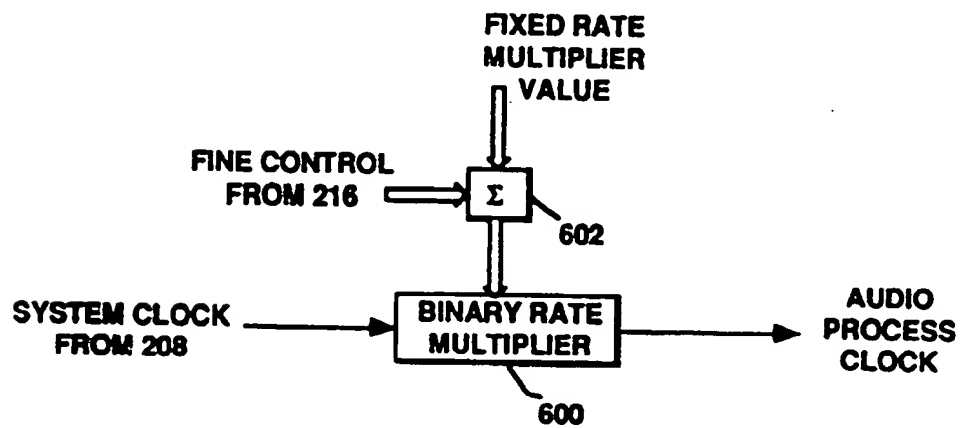 FIXED RATE
MULTIPLIER
VALUE
FINE CONTROL
FROM 216
Σ
602
SYSTEM CLOCK
FROM 208
BINARY RATE
MULTIPLIER
AUDIO
PROCESS
CLOCK
600